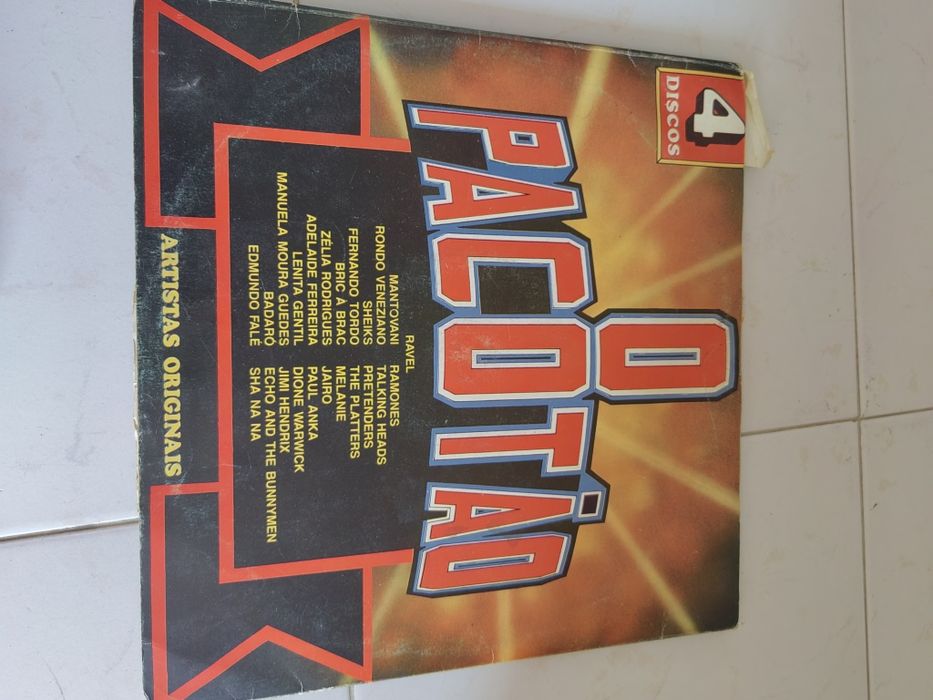 4
DISCOS
O
PACOTÃO
RAVEL
MANTOVANI RAMONES
RONDO VENEZIANO TALKING HEADS
SHEIKS PRETENDERS
FERNANDO TORDO THE PLATTERS
BRIC À BRAC MELANIE
ZÉLIA RODRIGUES JAIRO
ADELAIDE FERREIRA PAUL ANKA
LENITA GENTIL DIONE WARWICK
MANUELA MOURA GUEDES JIMI HENDRIX
BADARÓ ECHO AND THE BUNNYMEN
EDMUNDO FALÉ SHA NA NA
ARTISTAS ORIGINAIS